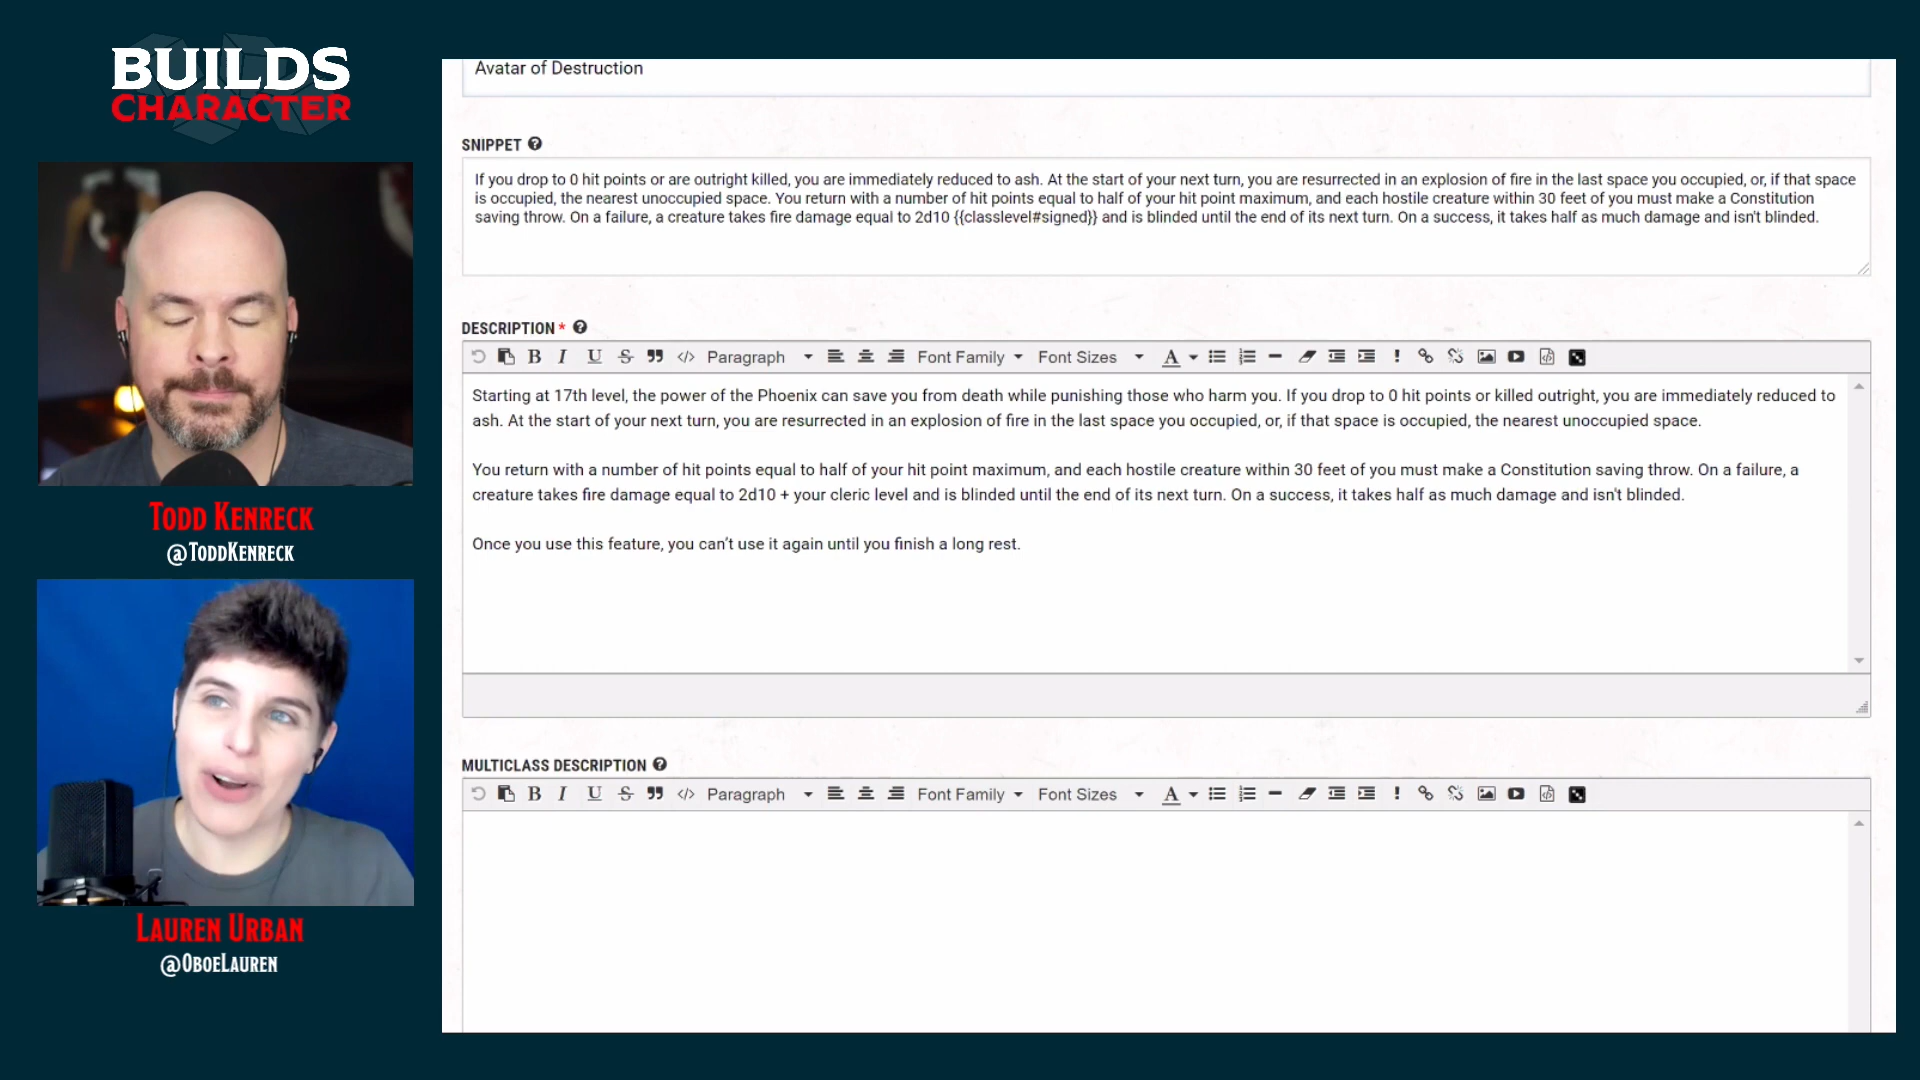 BUILDS
CHARACTER
TODD KENRECK
@TODDKENRECK
LAUREN URBAN
@OBOELAUREN
Avatar of Destruction
SNIPPET
If you drop to 0 hit points or are outright killed, you are immediately reduced to ash. At the start of your next turn, you are resurrected in an explosion of fire in the last space you occupied, or, if that space
is occupied, the nearest unoccupied space. You return with a number of hit points equal to half of your hit point maximum, and each hostile creature within 30 feet of you must make a Constitution
saving throw. On a failure, a creature takes fire damage equal to 2d10 {{classlevel#signed}} and is blinded until the end of its next turn. On a success, it takes half as much damage and isn't blinded.
DESCRIPTION *
Paragraph Font Family Font Sizes
Starting at 17th level, the power of the Phoenix can save you from death while punishing those who harm you. If you drop to 0 hit points or killed outright, you are immediately reduced to
ash. At the start of your next turn, you are resurrected in an explosion of fire in the last space you occupied, or, if that space is occupied, the nearest unoccupied space.
You return with a number of hit points equal to half of your hit point maximum, and each hostile creature within 30 feet of you must make a Constitution saving throw. On a failure, a
creature takes fire damage equal to 2d10 + your cleric level and is blinded until the end of its next turn. On a success, it takes half as much damage and isn't blinded.
Once you use this feature, you can't use it again until you finish a long rest.
MULTICLASS DESCRIPTION
Paragraph Font Family Font Sizes